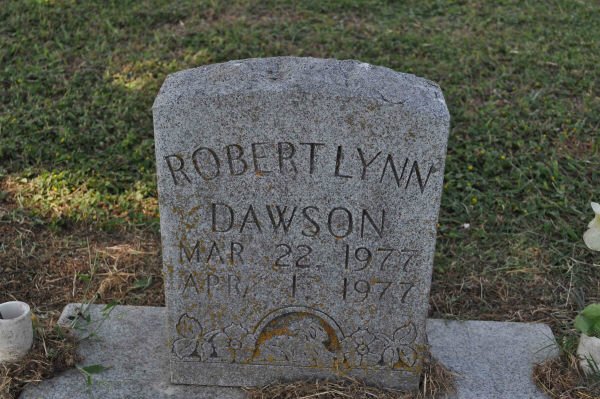 ROBERT LYNN
DAWSON
MAR 22 1977
APR 1 1977